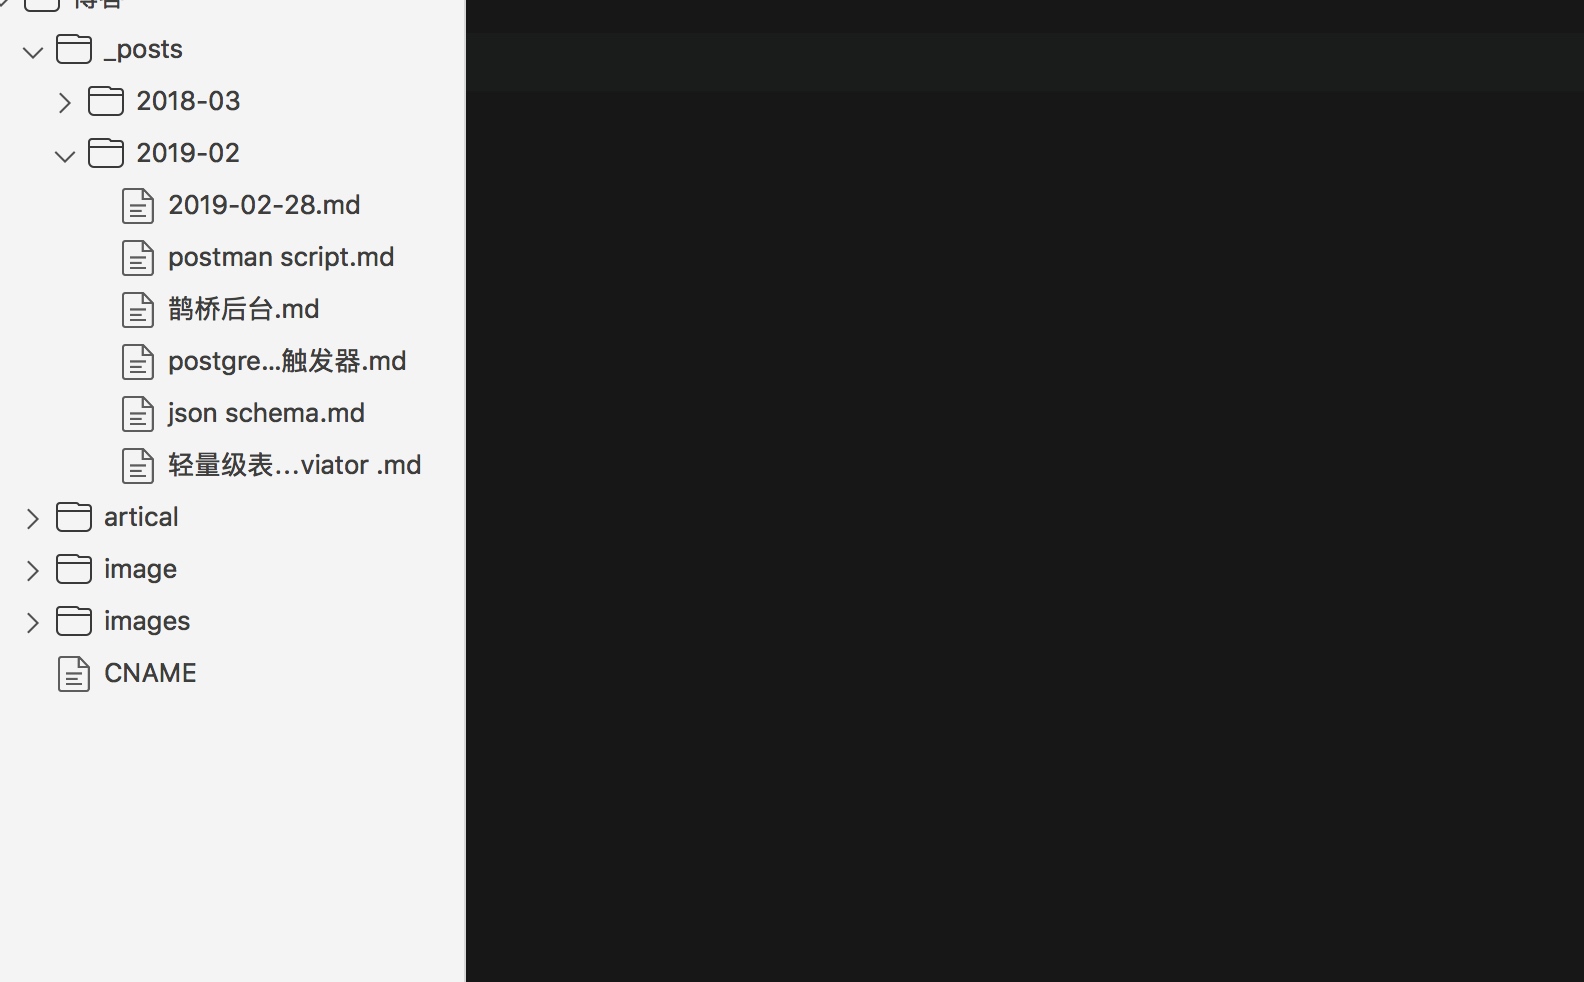 _posts
2018-03
2019-02
2019-02-28.md
postman script.md
鹊桥后台.md
postgre...触发器.md
json schema.md
轻量级表...viator .md
artical
image
images
CNAME